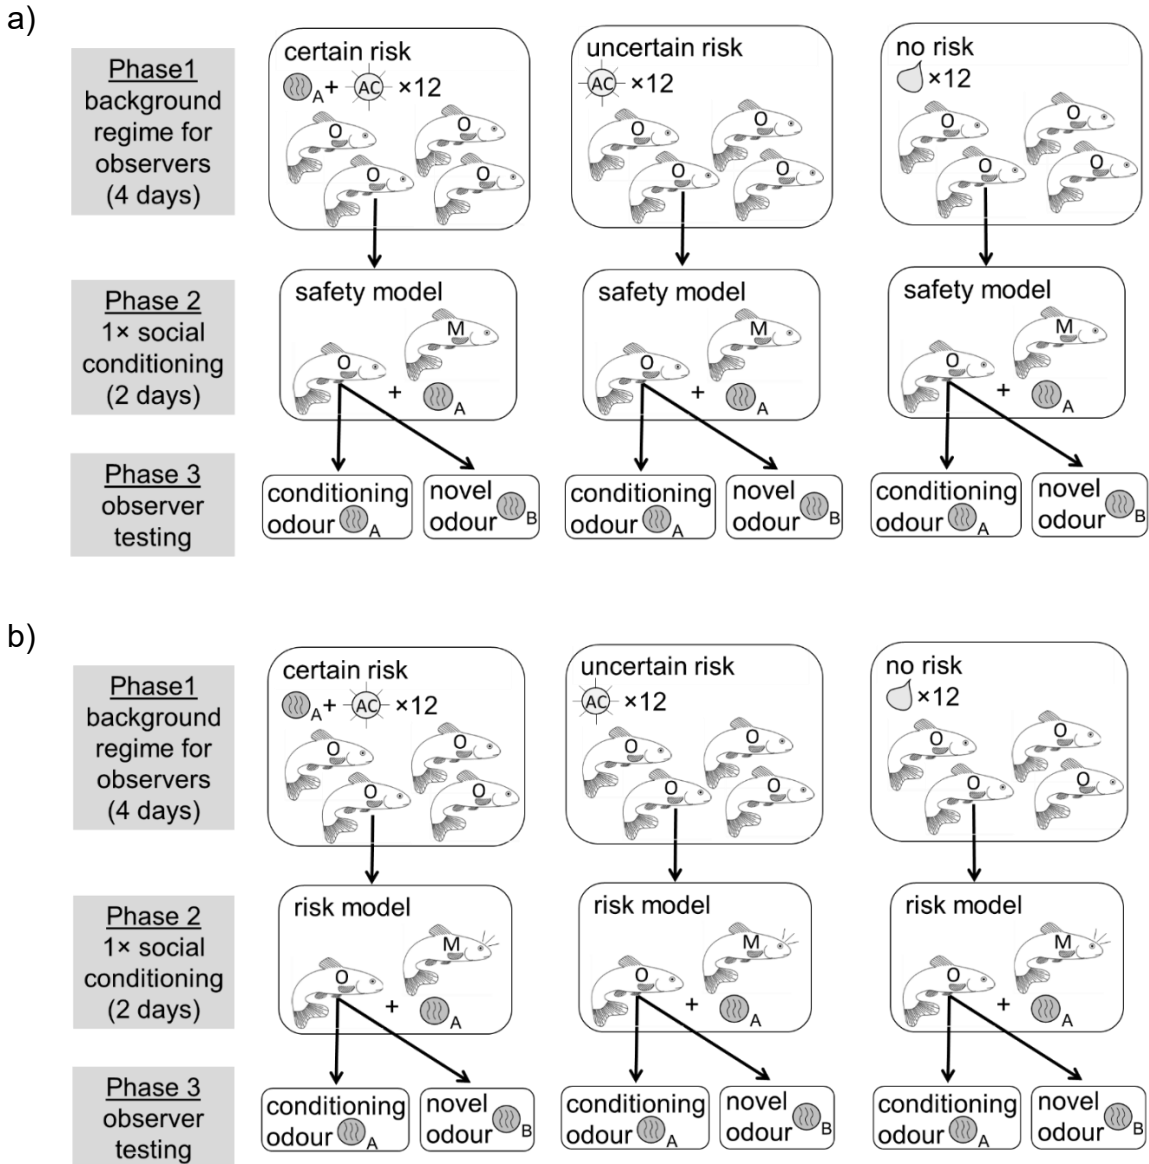 a)
Phase1
background
regime for
observers
(4 days)
certain risk
A + AC ×12
O
O
O
O
uncertain risk
AC ×12
O
O
O
O
no risk
×12
O
O
O
O
Phase 2
1× social
conditioning
(2 days)
safety model
M
O
+ A
safety model
M
O
+ A
safety model
M
O
+ A
Phase 3
observer
testing
conditioning
odour A
novel
odour B
conditioning
odour A
novel
odour B
conditioning
odour A
novel
odour B
b)
Phase1
background
regime for
observers
(4 days)
certain risk
A + AC ×12
O
O
O
O
uncertain risk
AC ×12
O
O
O
O
no risk
×12
O
O
O
O
Phase 2
1× social
conditioning
(2 days)
risk model
M
O
+ A
risk model
M
O
+ A
risk model
M
O
+ A
Phase 3
observer
testing
conditioning
odour A
novel
odour B
conditioning
odour A
novel
odour B
conditioning
odour A
novel
odour B